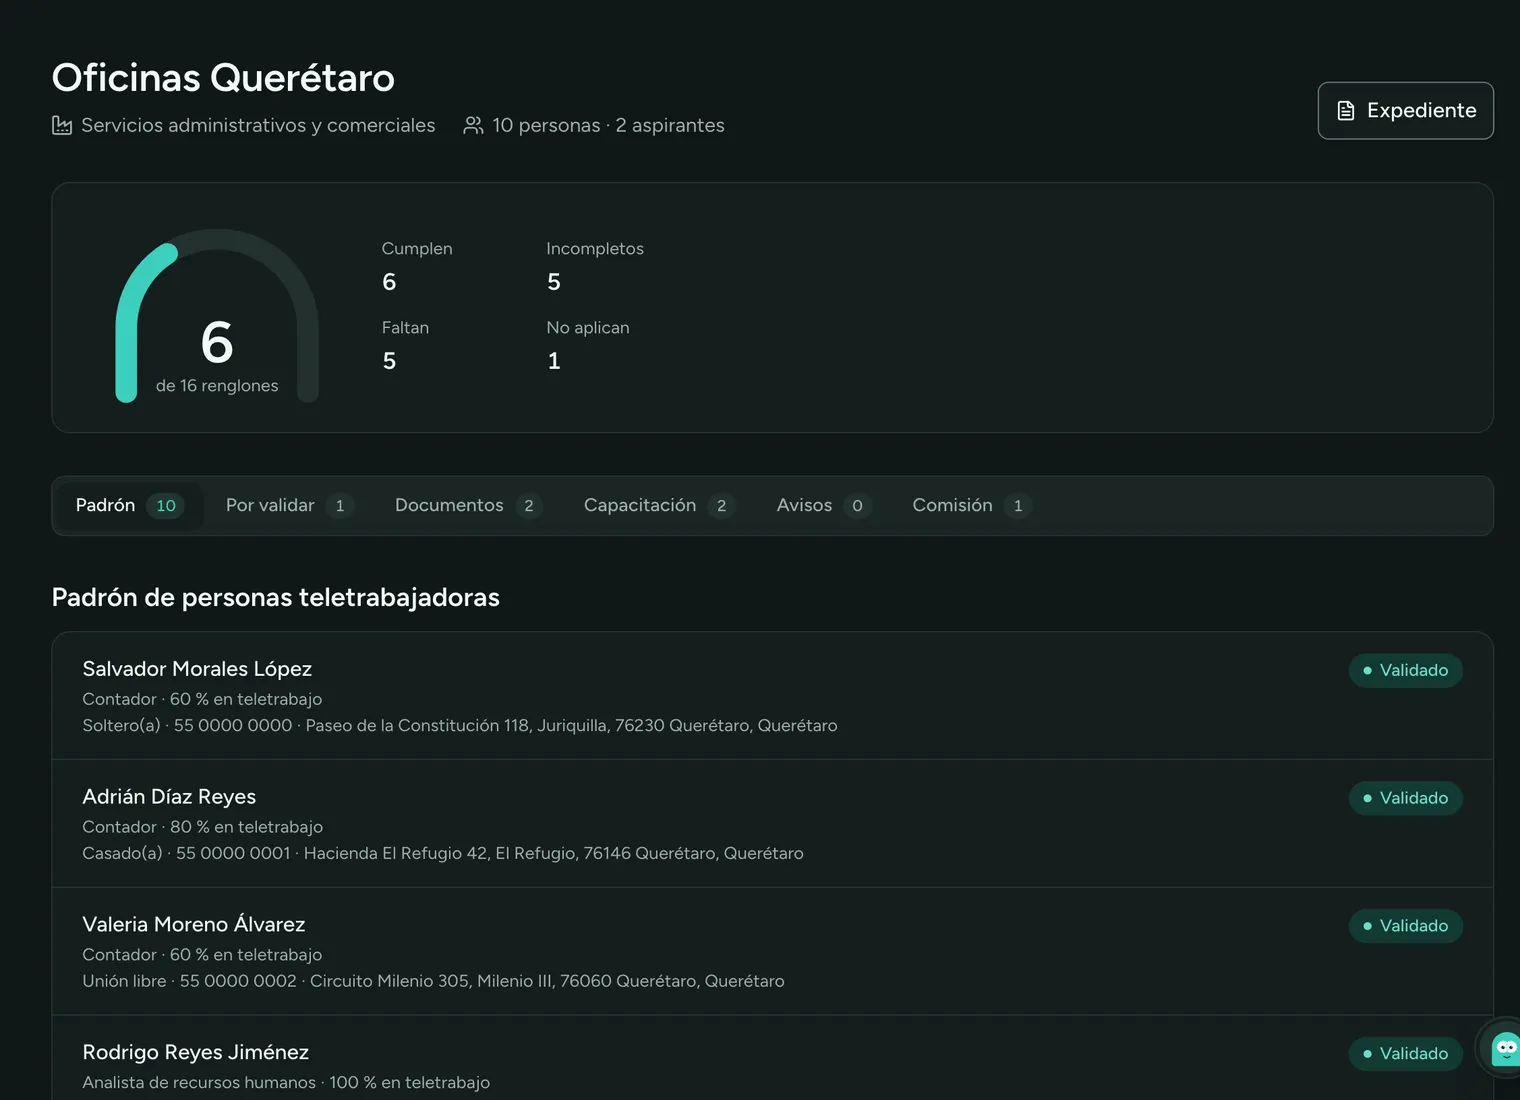 Oficinas Querétaro
Servicios administrativos y comerciales 10 personas · 2 aspirantes
Expediente
Cumplen Incompletos
6 5
Faltan No aplican
5 1
6
de 16 renglones
Padrón 10 Por validar 1 Documentos 2 Capacitación 2 Avisos 0 Comisión 1
Padrón de personas teletrabajadoras
Salvador Morales López Validado
Contador · 60 % en teletrabajo
Soltero(a) · 55 0000 0000 · Paseo de la Constitución 118, Juriquilla, 76230 Querétaro, Querétaro
Adrián Díaz Reyes Validado
Contador · 80 % en teletrabajo
Casado(a) · 55 0000 0001 · Hacienda El Refugio 42, El Refugio, 76146 Querétaro, Querétaro
Valeria Moreno Álvarez Validado
Contador · 60 % en teletrabajo
Unión libre · 55 0000 0002 · Circuito Milenio 305, Milenio III, 76060 Querétaro, Querétaro
Rodrigo Reyes Jiménez Validado
Analista de recursos humanos · 100 % en teletrabajo